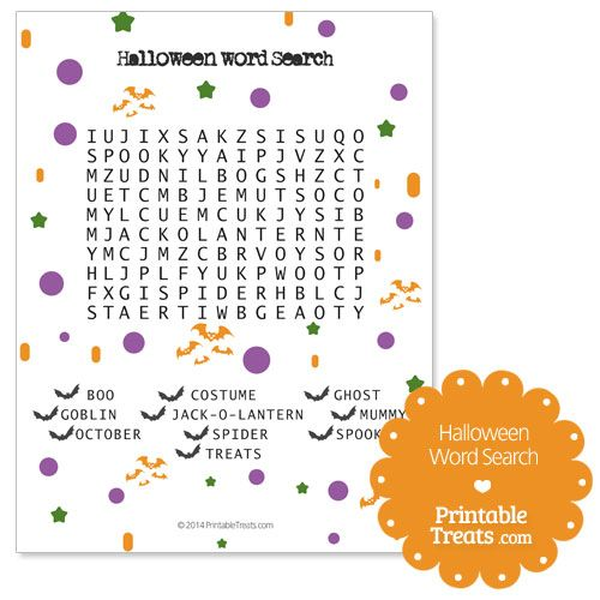 Halloween Word Search
I U J I X S A K Z S I S U Q O
S P O O K Y Y A I P J V Z X C
M Z U D N I L B O G S H Z C T
U E T C M B J E M U T S O C O
M Y L C U E M C U K J Y S I B
M J A C K O L A N T E R N T E
Y M C J M Z C B R V O Y S O R
H L J P L F Y U K P W O O T P
F X G I S P I D E R H B L C J
S T A E R T I W B G E A O T Y
BOO COSTUME GHOST
GOBLIN JACK-O-LANTERN MUMMY
OCTOBER SPIDER SPOOK
TREATS
© 2014 PrintableTreats.com
Halloween
Word Search
Printable
Treats.com